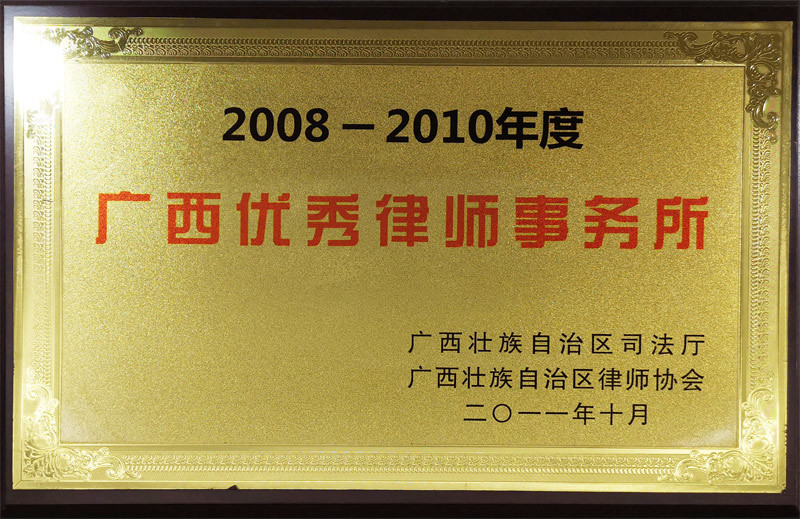 2008－2010年度
广西优秀律师事务所
广西壮族自治区司法厅
广西壮族自治区律师协会
二〇一一年十月